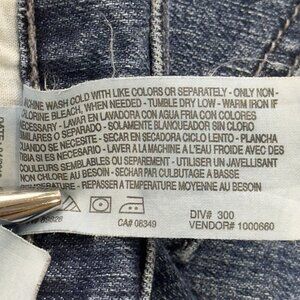 MACHINE WASH COLD WITH LIKE COLORS OR SEPARATELY - ONLY NON-
CHLORINE BLEACH, WHEN NEEDED - TUMBLE DRY LOW - WARM IRON IF
NECESSARY - LAVAR EN LAVADORA CON AGUA FRIA CON COLORES
SIMILARES O SEPARADO - SOLAMENTE BLANQUEADOR SIN CLORO
CUANDO SE NECESITE - SECAR EN SECADORA CICLO LENTO - PLANCHA
TIBIA SI ES NECESARIO - LAVER A LA MACHINE A L'EAU FROIDE AVEC DES
COULEURS SEMBLABLES OU SEPAREMENT - UTILISER UN JAVELLISANT
NON CHLORE AU BESOIN - SECHAR PAR CULBUTAGE A BASSE
TEMPERATURE - REPASSER A TEMPERATURE MOYENNE AU BESOIN
DIV# 300
CA# 08349
VENDOR# 1000660